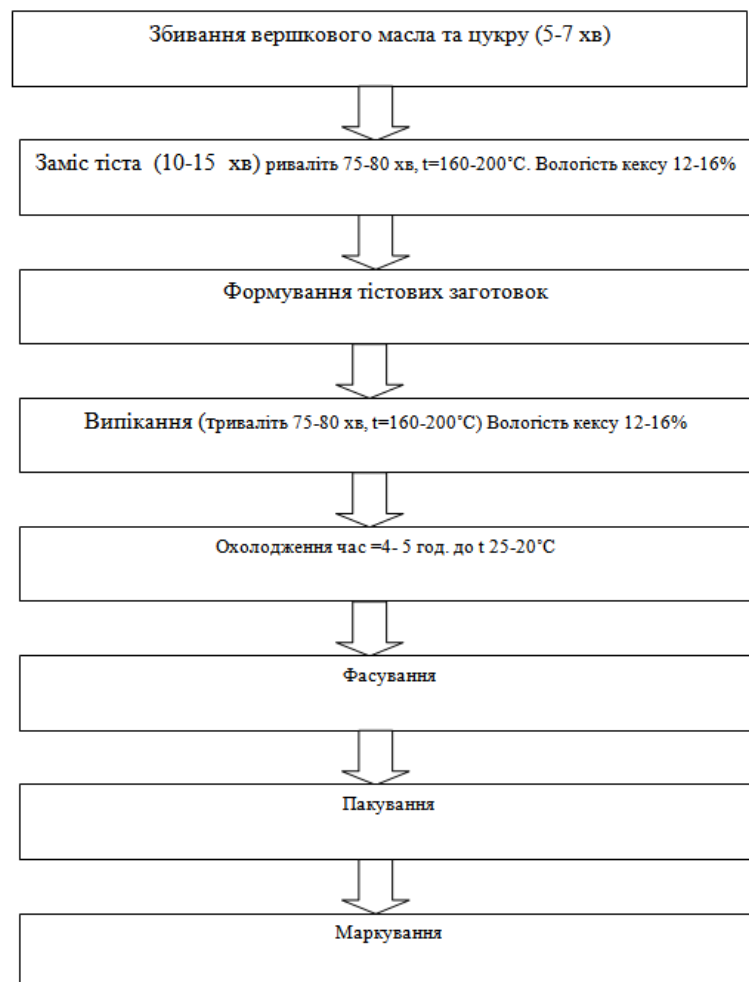 Збивання вершкового масла та цукру (5-7 хв)
Заміс тіста (10-15 хв) риваліть 75-80 хв, t=160-200˚C. Вологість кексу 12-16%
Формування тістових заготовок
Випікання (триваліть 75-80 хв, t=160-200˚C) Вологість кексу 12-16%
Охолодження час =4- 5 год. до t 25-20˚C
Фасування
Пакування
Маркування